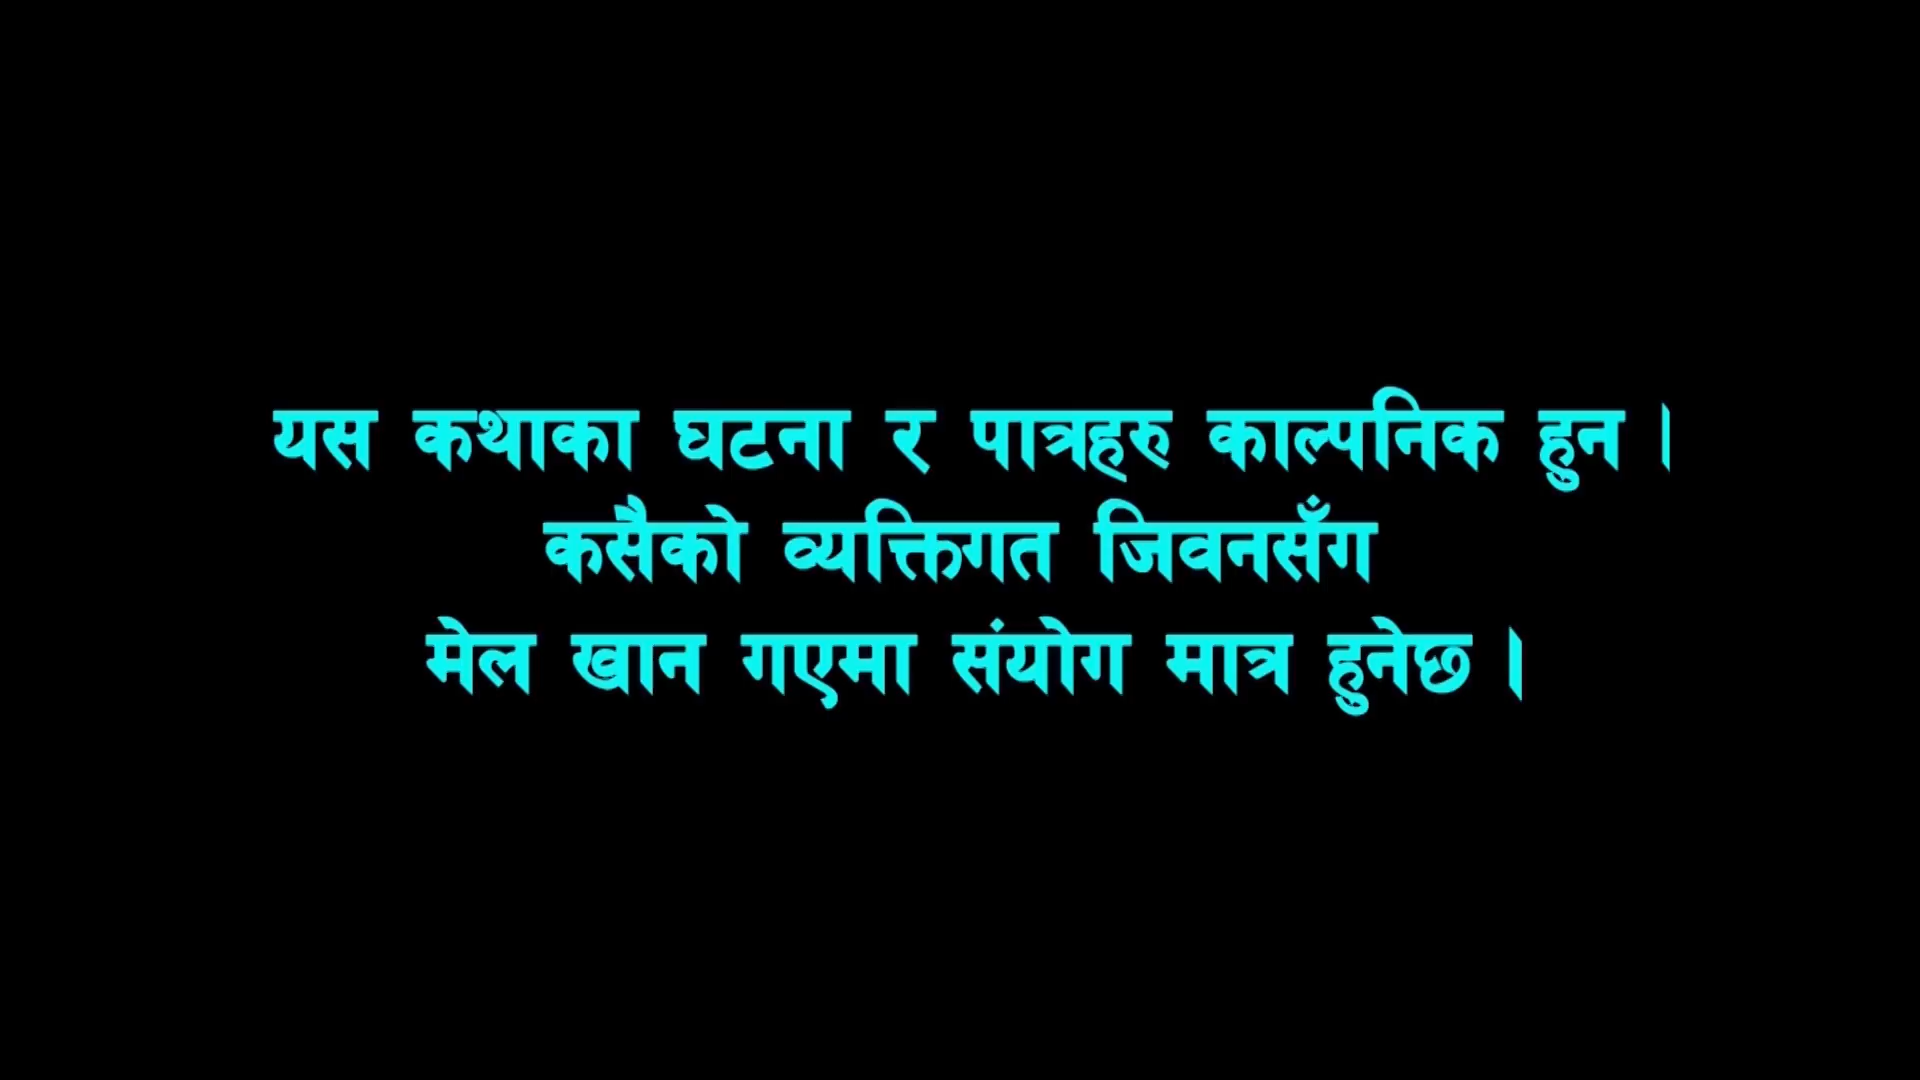 यस कथाका घटना र पात्रहरु काल्पनिक हुन ।
कसैको व्यक्तिगत जिवनसँग
मेल खान गएमा संयोग मात्र हुनेछ ।